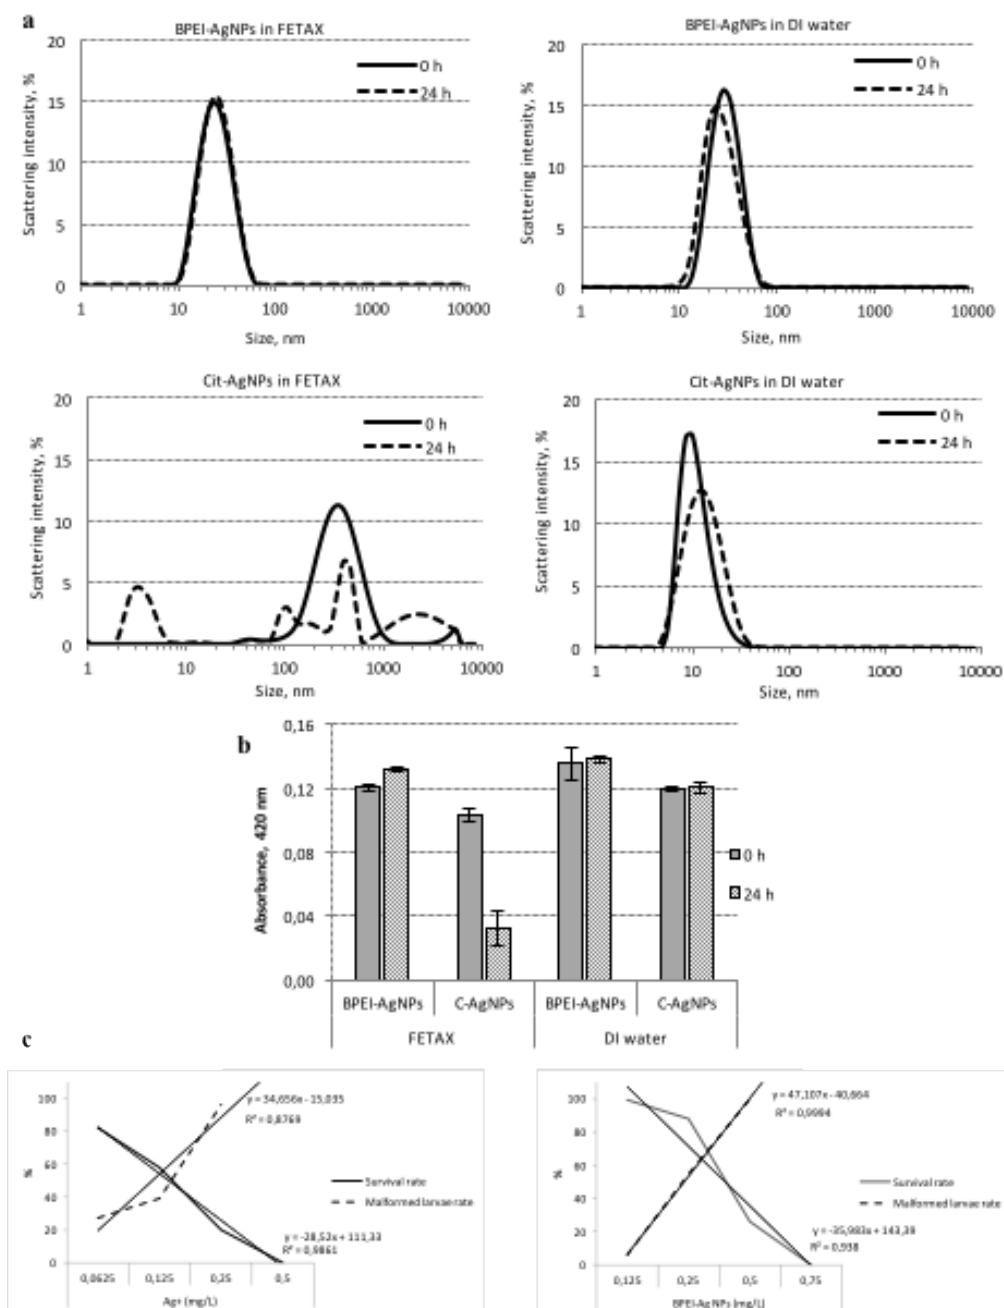 a
BPEI-AgNPs in FETAX
20
15
10
5
0
Scattering intensity, %
0 h
24 h
1 10 100 1000 10000
Size, nm
BPEI-AgNPs in DI water
20
15
10
5
0
Scattering intensity, %
0 h
24 h
1 10 100 1000 10000
Size, nm
Cit-AgNPs in FETAX
20
15
10
5
0
Scattering intensity, %
0 h
24 h
1 10 100 1000 10000
Size, nm
Cit-AgNPs in DI water
20
15
10
5
0
Scattering intensity, %
0 h
24 h
1 10 100 1000 10000
Size, nm
b
0,16
0,12
0,08
0,04
0,00
Absorbance, 420 nm
0 h
24 h
BPEI-AgNPs C-AgNPs BPEI-AgNPs C-AgNPs
FETAX DI water
c
100
80
60
40
20
0
%
y = 34,656x - 15,035
R² = 0,8769
Survival rate
Malformed larvae rate
y = -28,52x + 111,33
R² = 0,9861
0,0625 0,125 0,25 0,5
Ag+ (mg/L)
100
80
60
40
20
0
%
y = 47,107x - 40,664
R² = 0,9994
Survival rate
Malformed larvae rate
y = -35,983x + 143,39
R² = 0,938
0,125 0,25 0,5 0,75
BPEI-Ag NPs (mg/L)